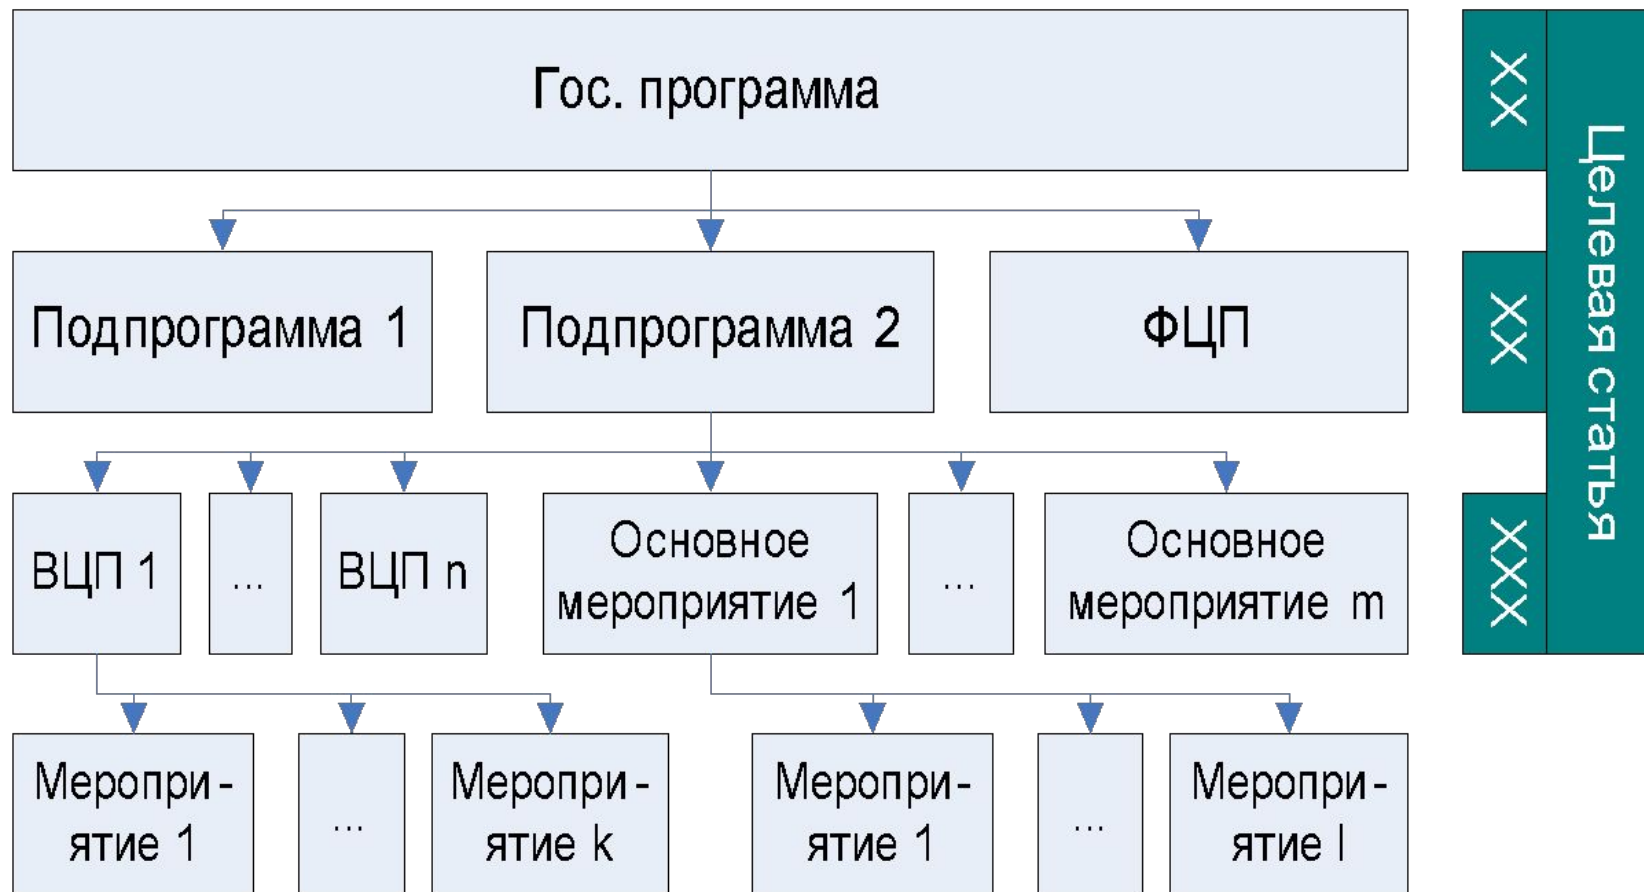 Гос. программа
XX
Целевая статья
Подпрограмма 1
Подпрограмма 2
ФЦП
XX
ВЦП 1
...
ВЦП n
Основное
мероприятие 1
...
Основное
мероприятие m
XXX
Меропри-
ятие 1
...
Меропри-
ятие k
Меропри-
ятие 1
...
Меропри-
ятие l